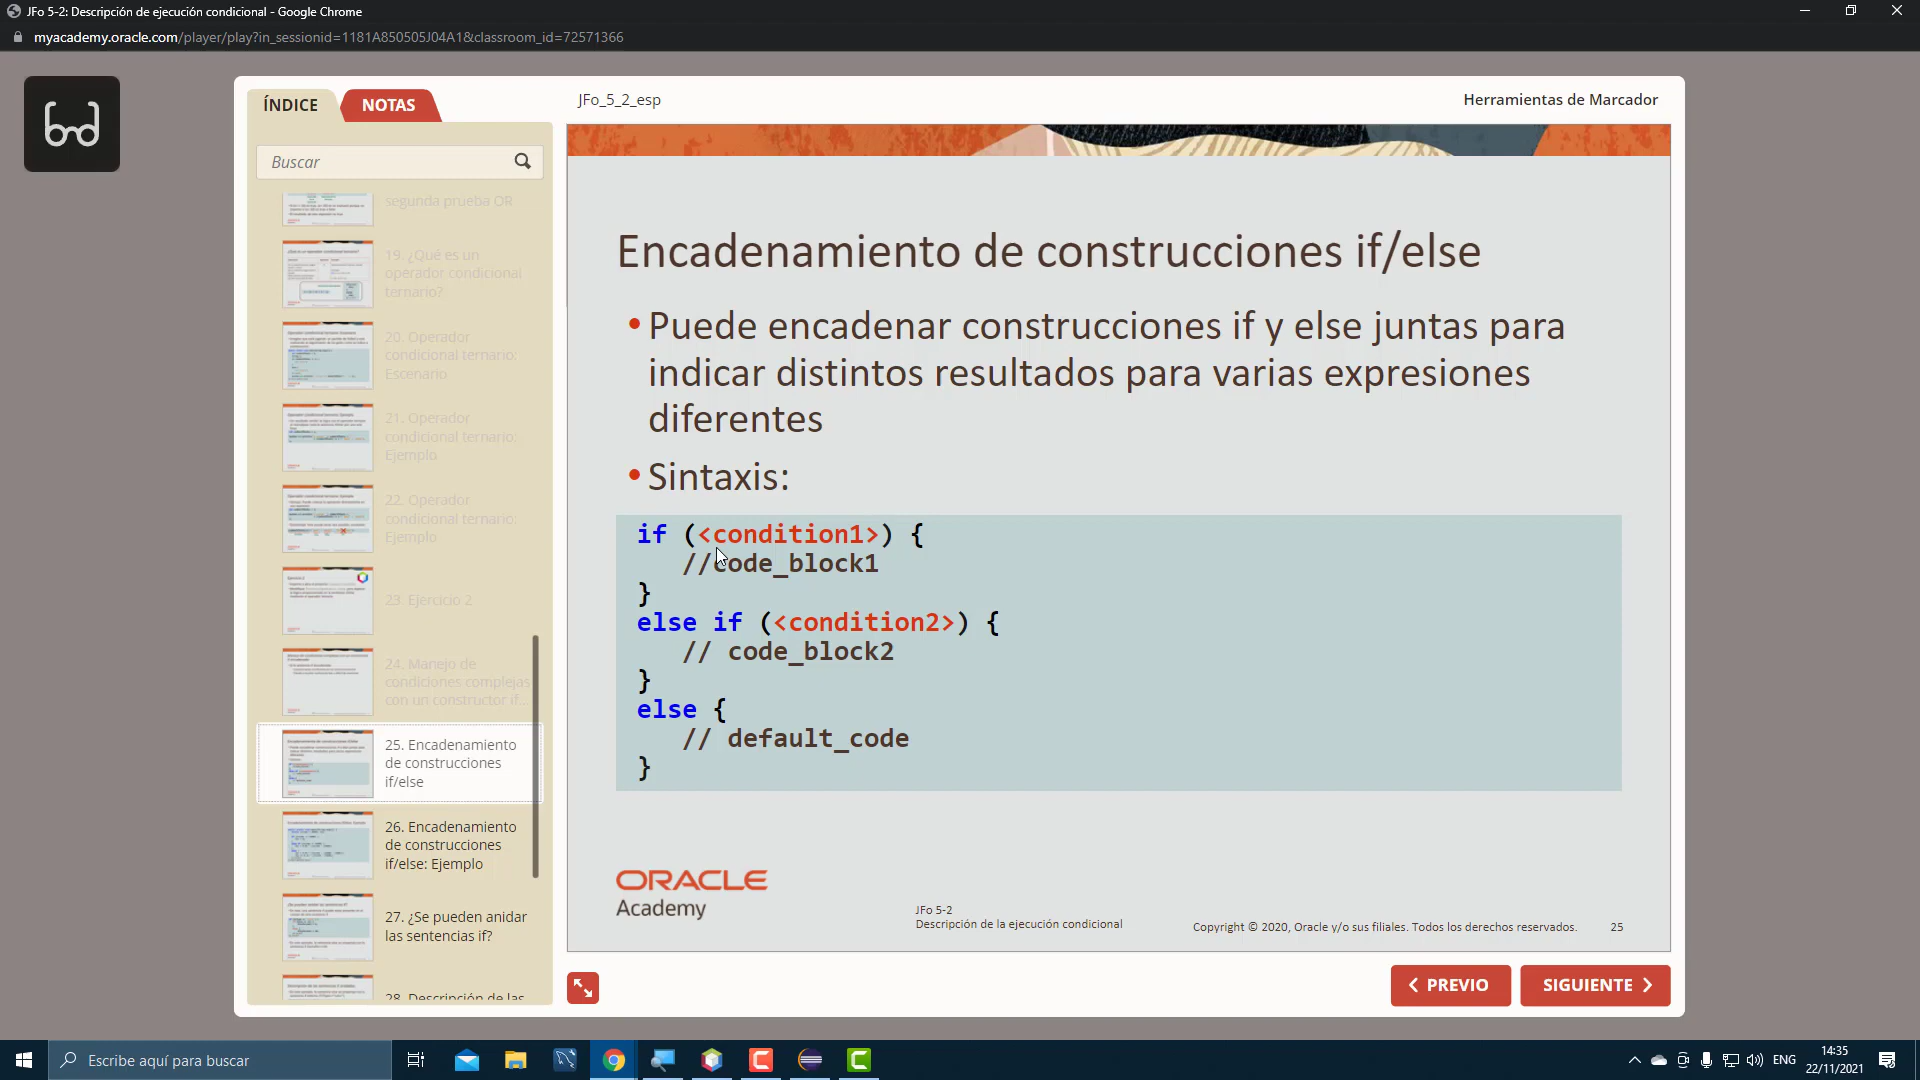 JFo 5-2: Descripción de ejecución condicional - Google Chrome
myacademy.oracle.com/player/play?in_sessionid=1181A850505J04A1&classroom_id=72571366
ÍNDICE
NOTAS
JFo_5_2_esp
Herramientas de Marcador
Buscar
segunda prueba OR
19. ¿Qué es un
operador condicional
ternario?
20. Operador
condicional ternario:
Escenario
21. Operador
condicional ternario:
Ejemplo
22. Operador
condicional ternario:
Ejemplo
23. Ejercicio 2
24. Manejo de
condiciones complejas
con un constructor if...
25. Encadenamiento
de construcciones
if/else
26. Encadenamiento
de construcciones
if/else: Ejemplo
27. ¿Se pueden anidar
las sentencias if?
28. Descripción de las
Encadenamiento de construcciones if/else
• Puede encadenar construcciones if y else juntas para
indicar distintos resultados para varias expresiones
diferentes
• Sintaxis:
if (<condition1>) {
//code_block1
}
else if (<condition2>) {
// code_block2
}
else {
// default_code
}
ORACLE
Academy
JFo 5-2
Descripción de la ejecución condicional
Copyright © 2020, Oracle y/o sus filiales. Todos los derechos reservados.
25
PREVIO
SIGUIENTE
Escribe aquí para buscar
ENG
14:35
22/11/2021